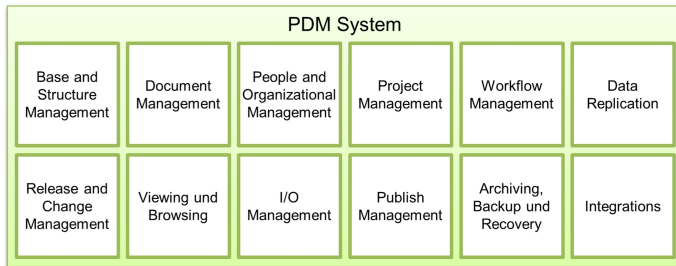 PDM System
Base and
Structure
Management
Document
Management
People and
Organizational
Management
Project
Management
Workflow
Management
Data
Replication
Release and
Change
Management
Viewing und
Browsing
I/O
Management
Publish
Management
Archiving,
Backup und
Recovery
Integrations